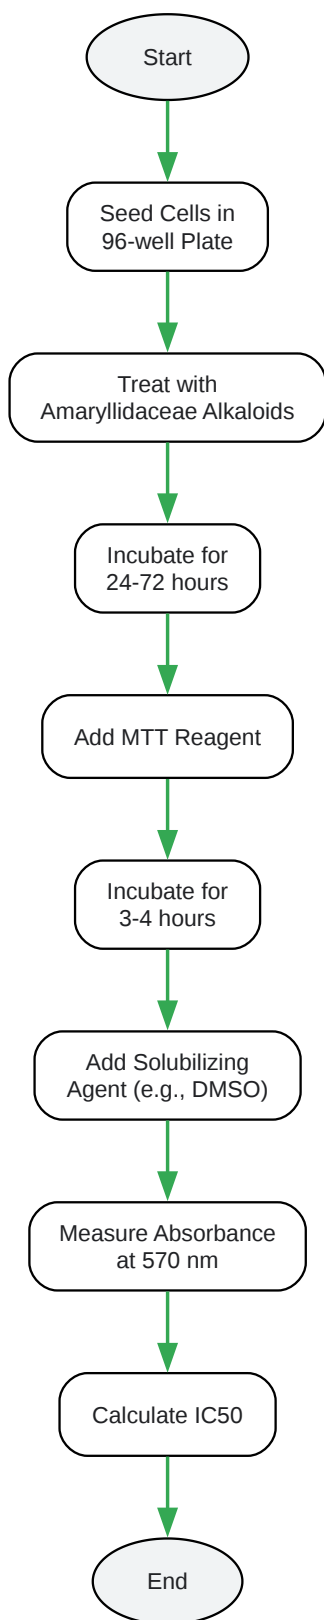 Start
Seed Cells in
96-well Plate
Treat with
Amaryllidaceae Alkaloids
Incubate for
24-72 hours
Add MTT Reagent
Incubate for
3-4 hours
Add Solubilizing
Agent (e.g., DMSO)
Measure Absorbance
at 570 nm
Calculate IC50
End